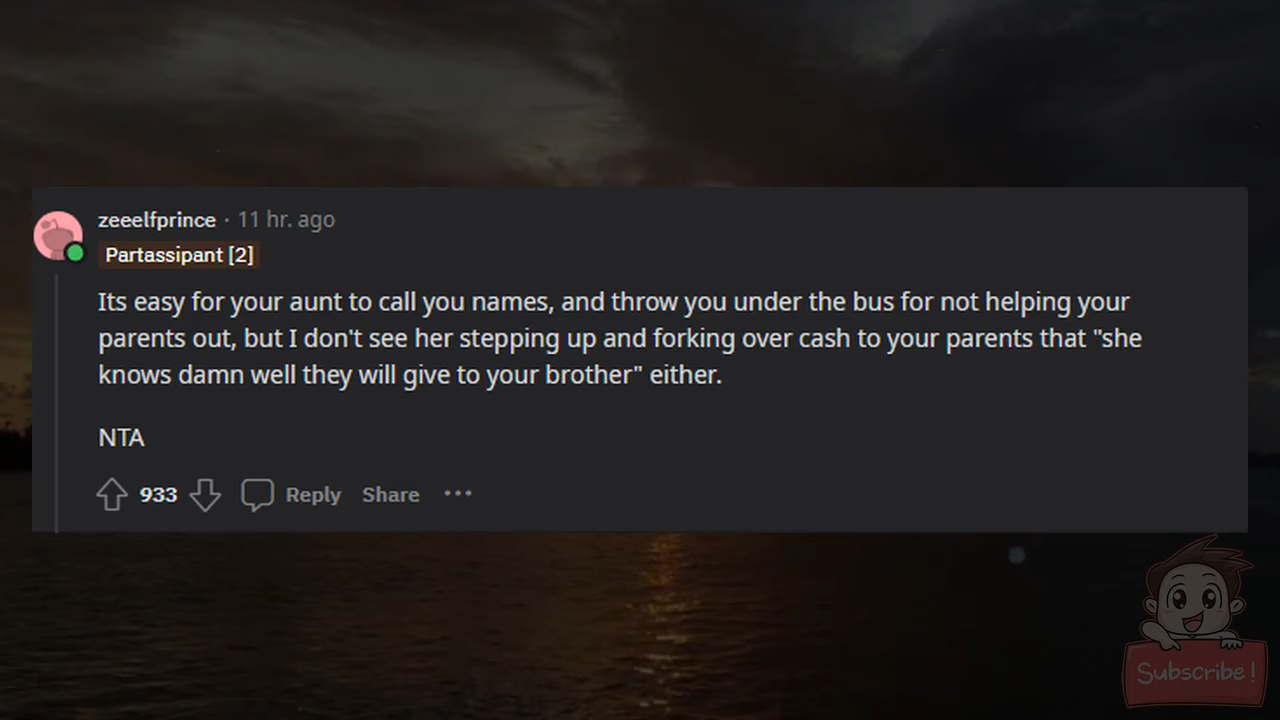 zeeelfprince · 11 hr. ago
Partassipant [2]
Its easy for your aunt to call you names, and throw you under the bus for not helping your
parents out, but I don't see her stepping up and forking over cash to your parents that "she
knows damn well they will give to your brother" either.
NTA
933 Reply Share ...
Subscribe!